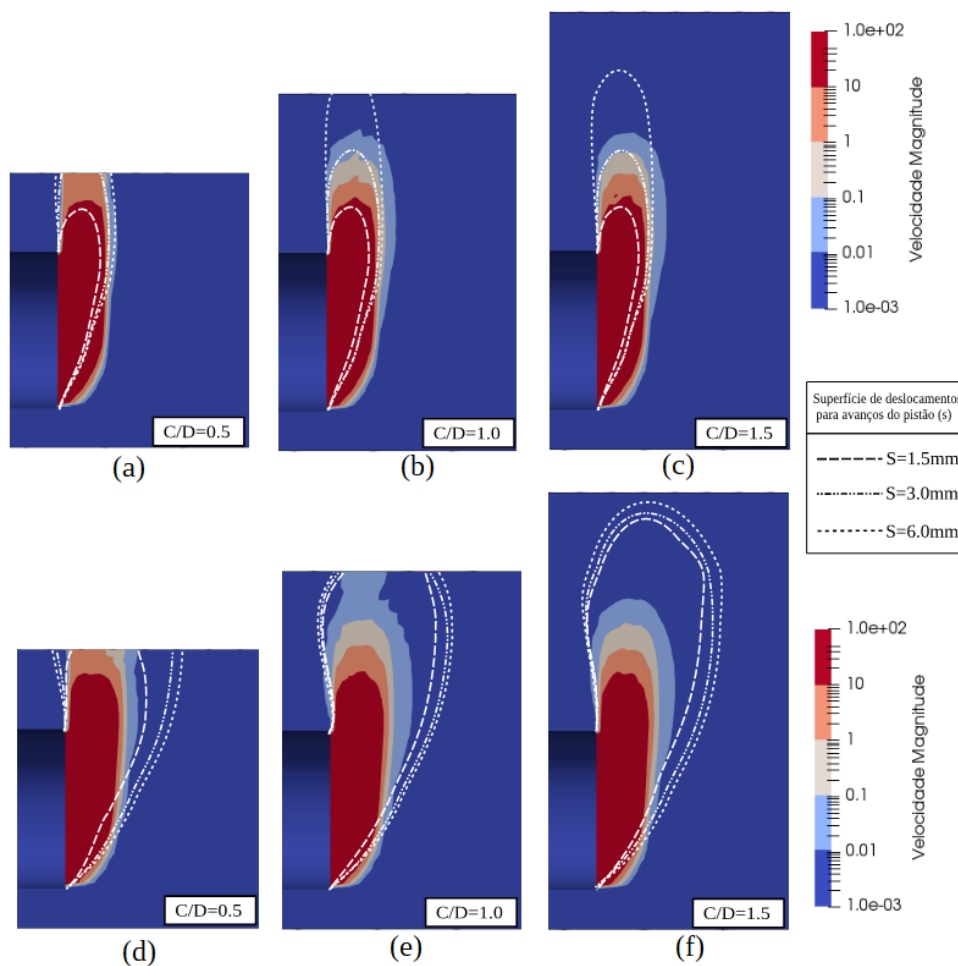 1.0e+02
10
1
0.1
0.01
1.0e-03
Velocidade Magnitude
C/D=0.5
C/D=1.0
C/D=1.5
(a)
(b)
(c)
Superfície de deslocamentos
para avanços do pistão (s)
S=1.5mm
S=3.0mm
S=6.0mm
1.0e+02
10
1
0.1
0.01
1.0e-03
Velocidade Magnitude
C/D=0.5
C/D=1.0
C/D=1.5
(d)
(e)
(f)